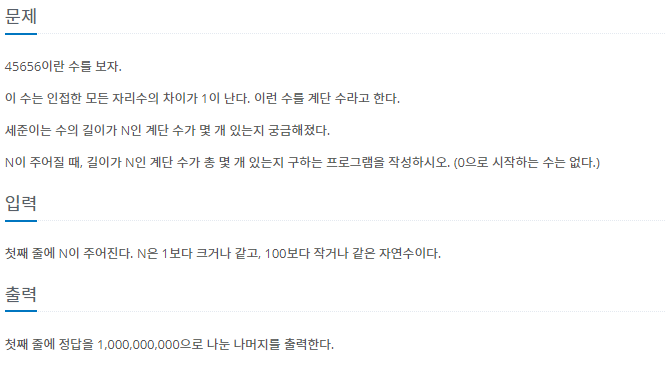 문제
45656이란 수를 보자.
이 수는 인접한 모든 자리수의 차이가 1이 난다. 이런 수를 계단 수라고 한다.
세준이는 수의 길이가 N인 계단 수가 몇 개 있는지 궁금해졌다.
N이 주어질 때, 길이가 N인 계단 수가 총 몇 개 있는지 구하는 프로그램을 작성하시오. (0으로 시작하는 수는 없다.)
입력
첫째 줄에 N이 주어진다. N은 1보다 크거나 같고, 100보다 작거나 같은 자연수이다.
출력
첫째 줄에 정답을 1,000,000,000으로 나눈 나머지를 출력한다.